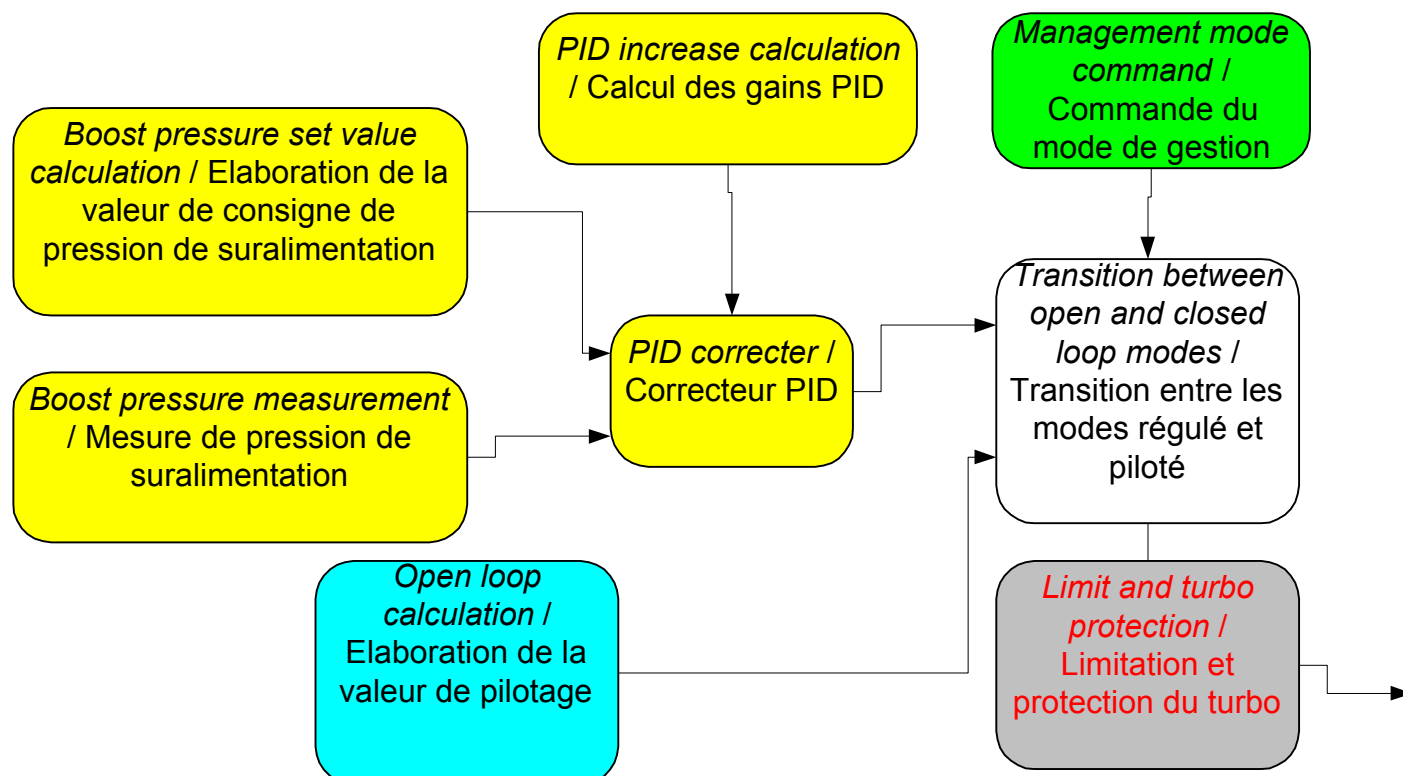 PID increase calculation
/ Calcul des gains PID
Management mode
command /
Commande du
mode de gestion
Boost pressure set value
calculation / Elaboration de la
valeur de consigne de
pression de suralimentation
Transition between
open and closed
loop modes /
Transition entre les
modes régulé et
piloté
PID correcter /
Correcteur PID
Boost pressure measurement
/ Mesure de pression de
suralimentation
Open loop
calculation /
Elaboration de la
valeur de pilotage
Limit and turbo
protection /
Limitation et
protection du turbo